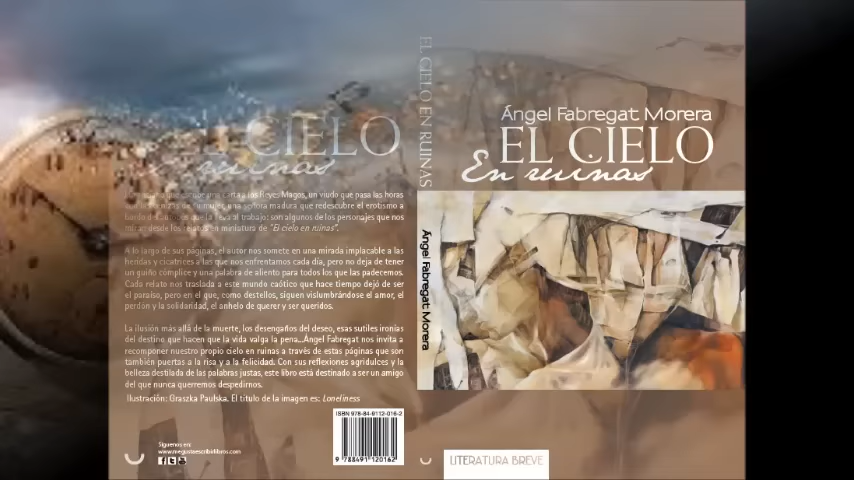 EL CIELO
ruinas
carta a los Reyes Magos, un viudo que pasa las horas
una señora madura que redescubre el erotismo a
al trabajo: son algunos de los personajes que nos
en miniatura de "El cielo en ruinas".
A lo largo de sus páginas, el autor nos somete en una mirada implacable a las
heridas y cicatrices a las que nos enfrentamos cada día, pero no deja de tener
un guiño cómplice y una palabra de aliento para todos los que las padecemos.
Cada relato nos traslada a este mundo caótico que hace tiempo dejó de ser
el paraíso, pero en el que, como destellos, siguen vislumbrándose el amor, el
perdón y la solidaridad, el anhelo de querer y ser queridos.
La ilusión más allá de la muerte, los desengaños del deseo, esas sutiles ironías
del destino que hacen que la vida valga la pena...Ángel Fabregat nos invita a
recomponer nuestro propio cielo en ruinas a través de estas páginas que son
también puertas a la risa y a la felicidad. Con sus reflexiones agridulces y la
belleza destilada de las palabras justas, este libro está destinado a ser un amigo
del que nunca querremos despedirnos.
Ilustración: Graszka Paulska. El título de la imagen es: Loneliness
Síguenos en:
www.megustaescribirlibros.com
ISBN 978-84-9112-016-2
9 788491 120162
EL CIELO EN RUINAS
Ángel Fabregat Morera
Ángel Fabregat Morera
EL CIELO
En ruinas
LITERATURA BREVE